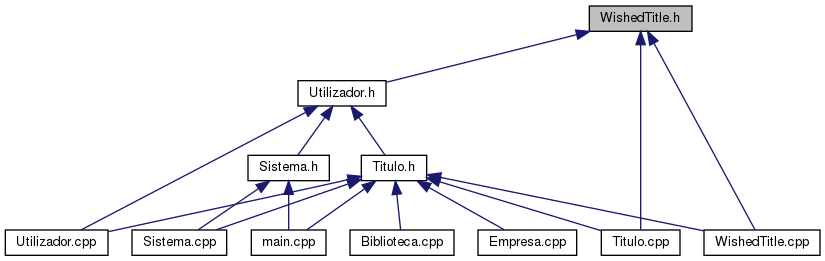 WishedTitle.h
Utilizador.h
Sistema.h
Titulo.h
Utilizador.cpp
Sistema.cpp
main.cpp
Biblioteca.cpp
Empresa.cpp
Titulo.cpp
WishedTitle.cpp